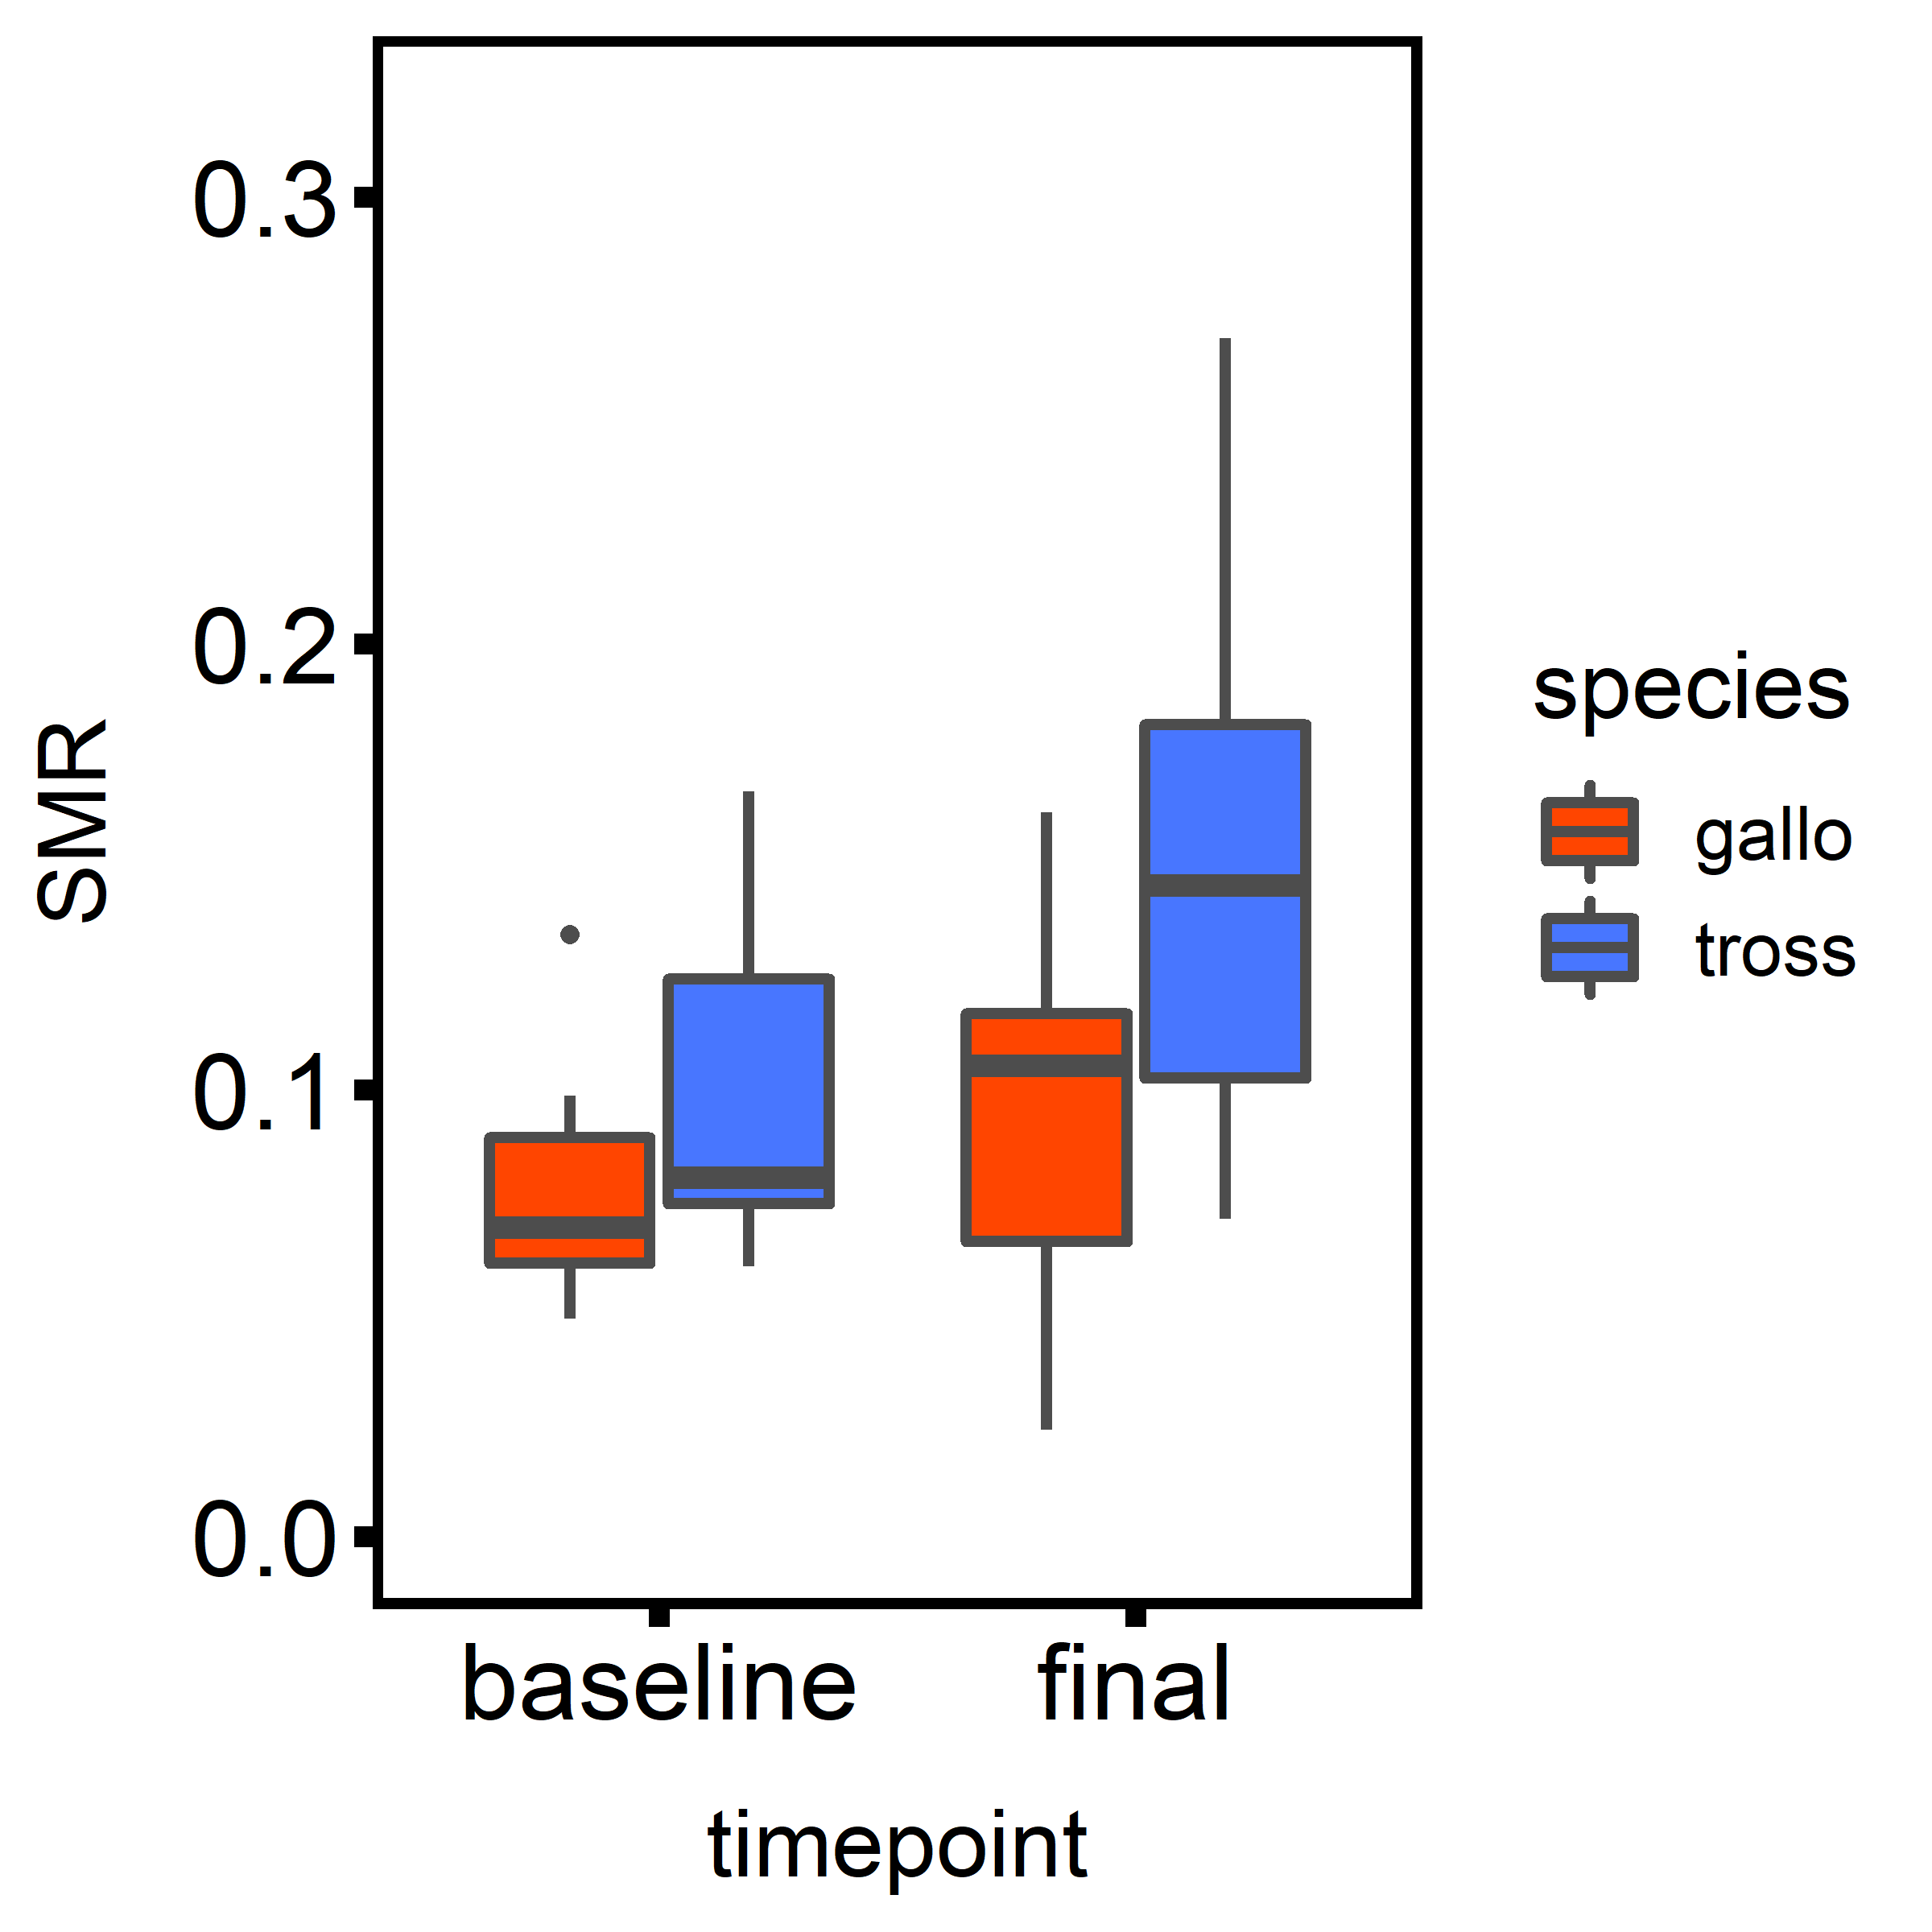 SMR
0.3
0.2
0.1
0.0
baseline
final
timepoint
species
gallo
tross